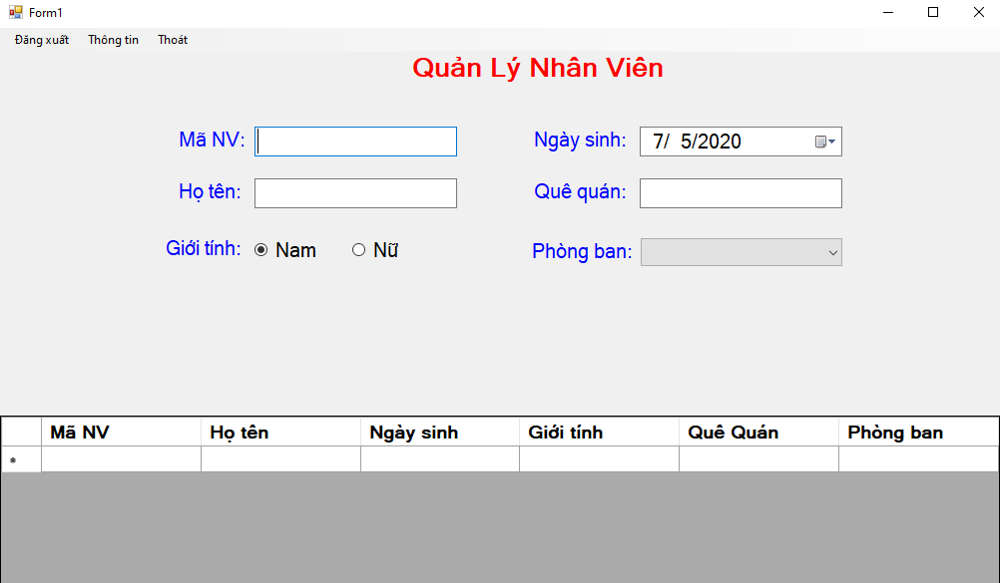 Form1
Đăng xuất Thông tin Thoát
Quản Lý Nhân Viên
Mã NV: Ngày sinh: 7/ 5/2020
Họ tên: Quê quán:
Giới tính: Nam Nữ Phòng ban:
Mã NV Họ tên Ngày sinh Giới tính Quê Quán Phòng ban